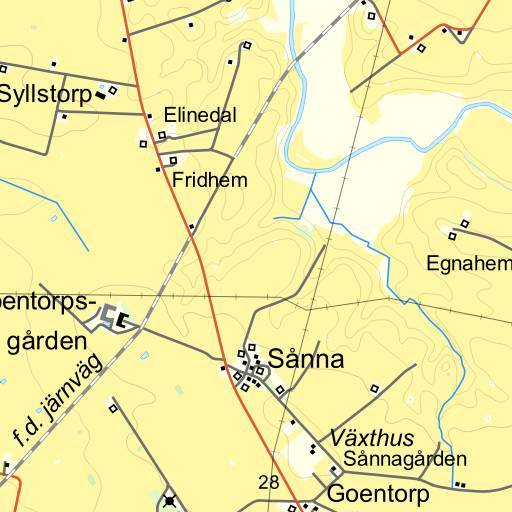 Syllstorp
Elinedal
Fridhem
Egnahem
oentorps-
gården
f.d. järnväg
Sånna
Växthus
Sånnagården
28
Goentorp